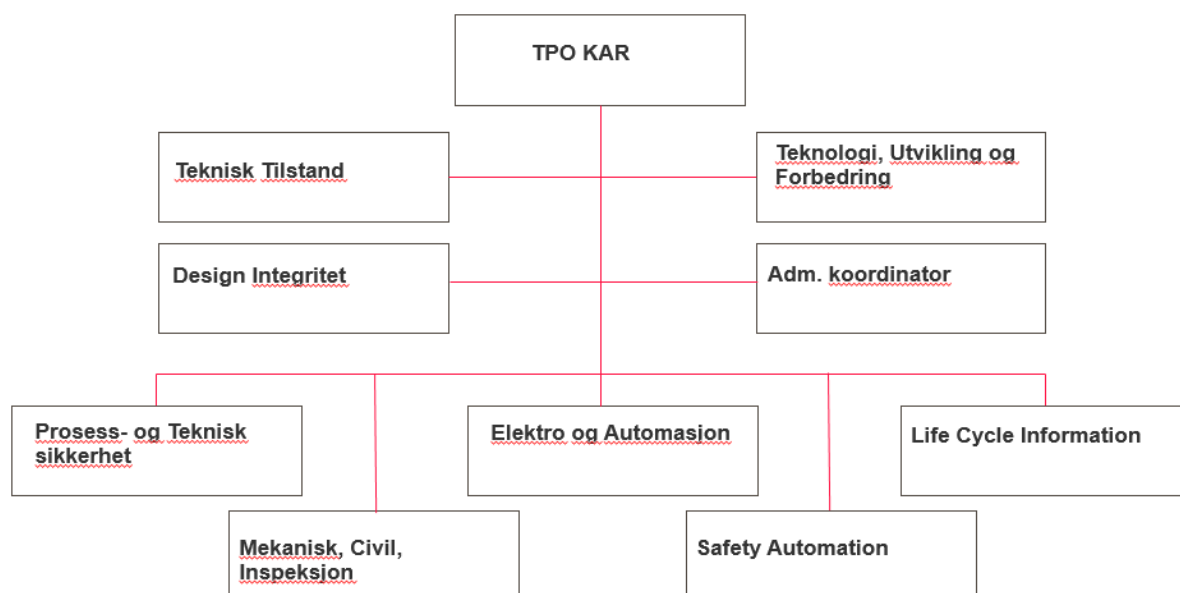 TPO KAR
Teknisk Tilstand
Teknologi, Utvikling og
Forbedring
Design Integritet
Adm. koordinator
Prosess- og Teknisk
sikkerhet
Elektro og Automasjon
Life Cycle Information
Mekanisk, Civil,
Inspeksjon
Safety Automation